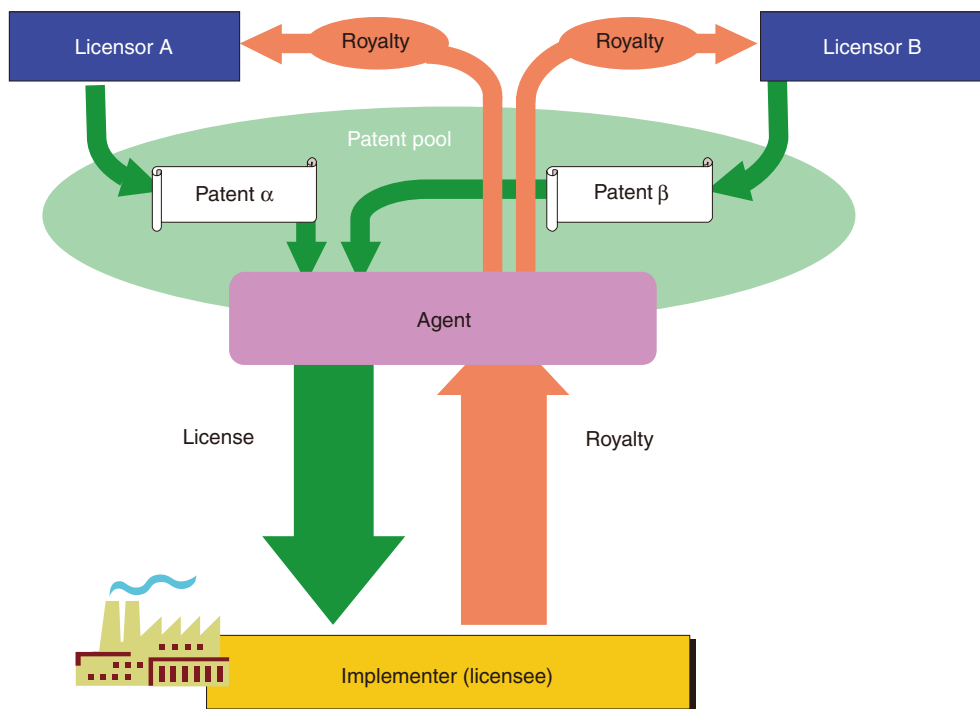 Licensor A
Royalty
Royalty
Licensor B
Patent pool
Patent α
Patent β
Agent
License
Royalty
Implementer (licensee)